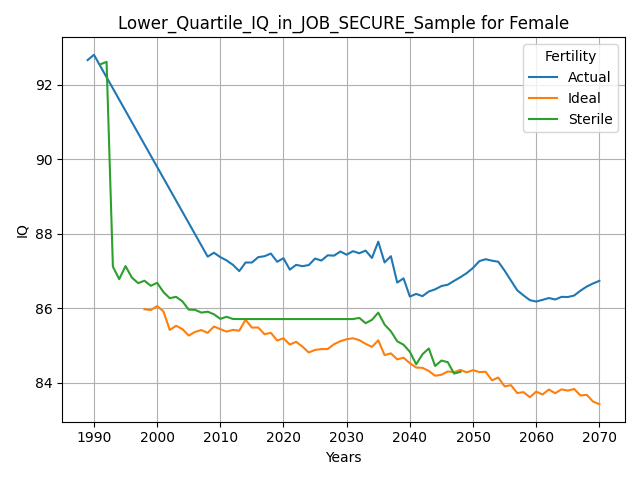 Lower_Quartile_IQ_in_JOB_SECURE_Sample for Female
Fertility
Actual
Ideal
Sterile
IQ
92
90
88
86
84
1990 2000 2010 2020 2030 2040 2050 2060 2070
Years